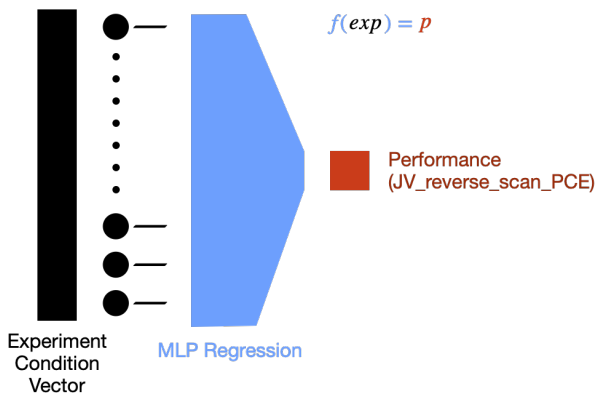 f(exp) = p
Performance
(JV_reverse_scan_PCE)
Experiment
Condition
Vector
MLP Regression